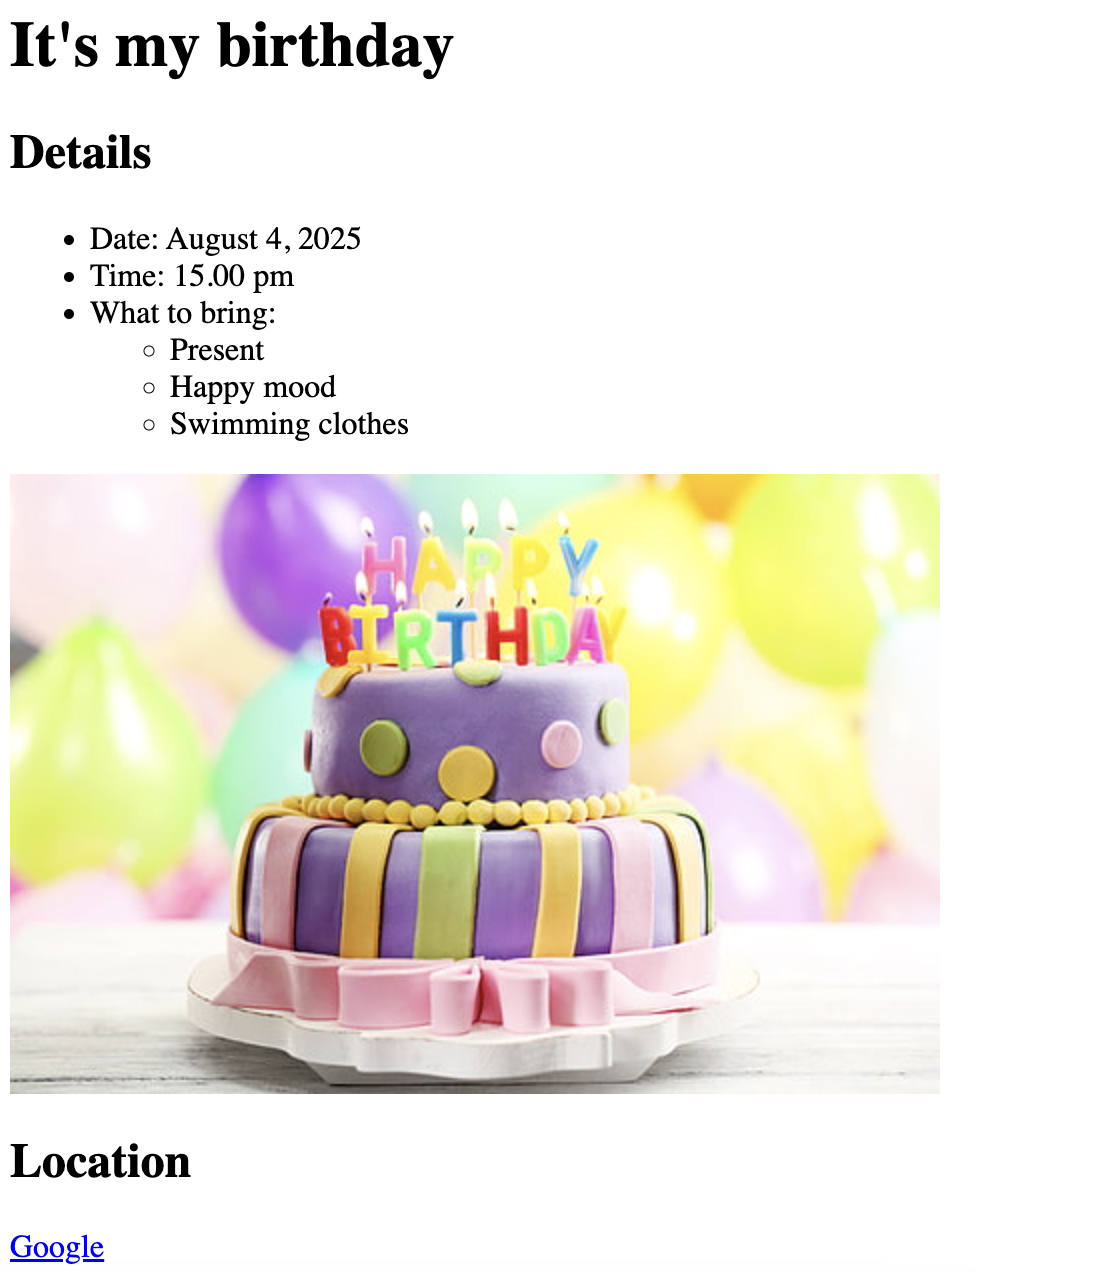 It's my birthday
Details
Date: August 4, 2025
Time: 15.00 pm
What to bring:
Present
Happy mood
Swimming clothes
HAPPY
BIRTHDAY
Location
Google